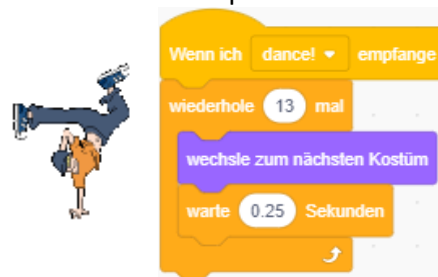 Wenn ich dance! empfange
wiederhole 13 mal
wechsle zum nächsten Kostüm
warte 0.25 Sekunden